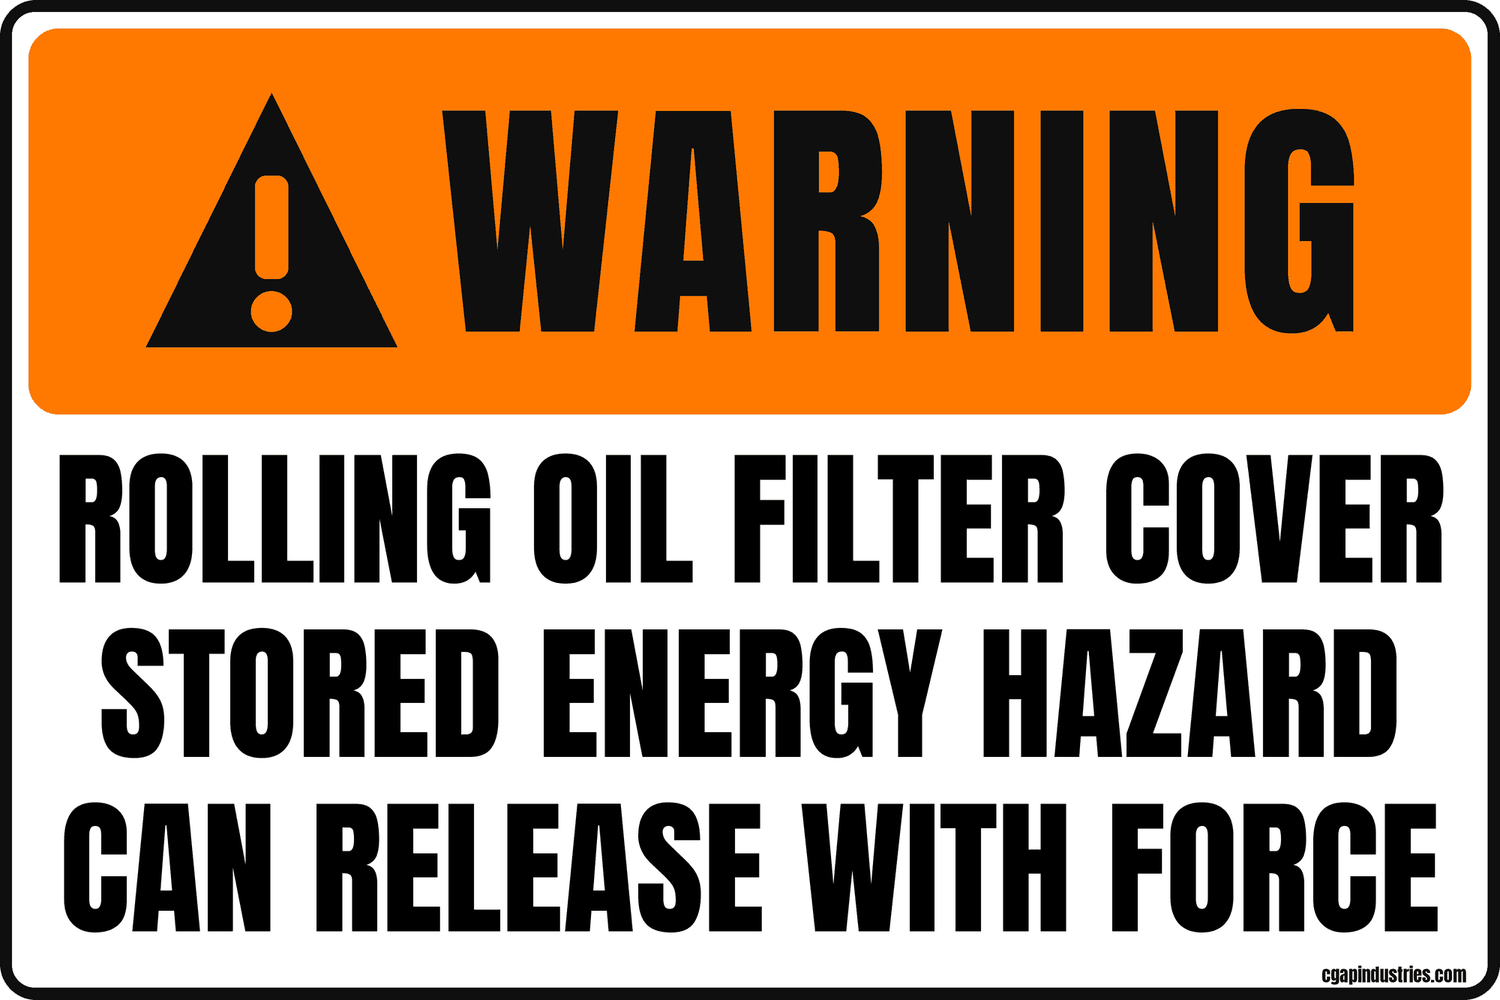 WARNING
ROLLING OIL FILTER COVER
STORED ENERGY HAZARD
CAN RELEASE WITH FORCE
cgapindustries.com